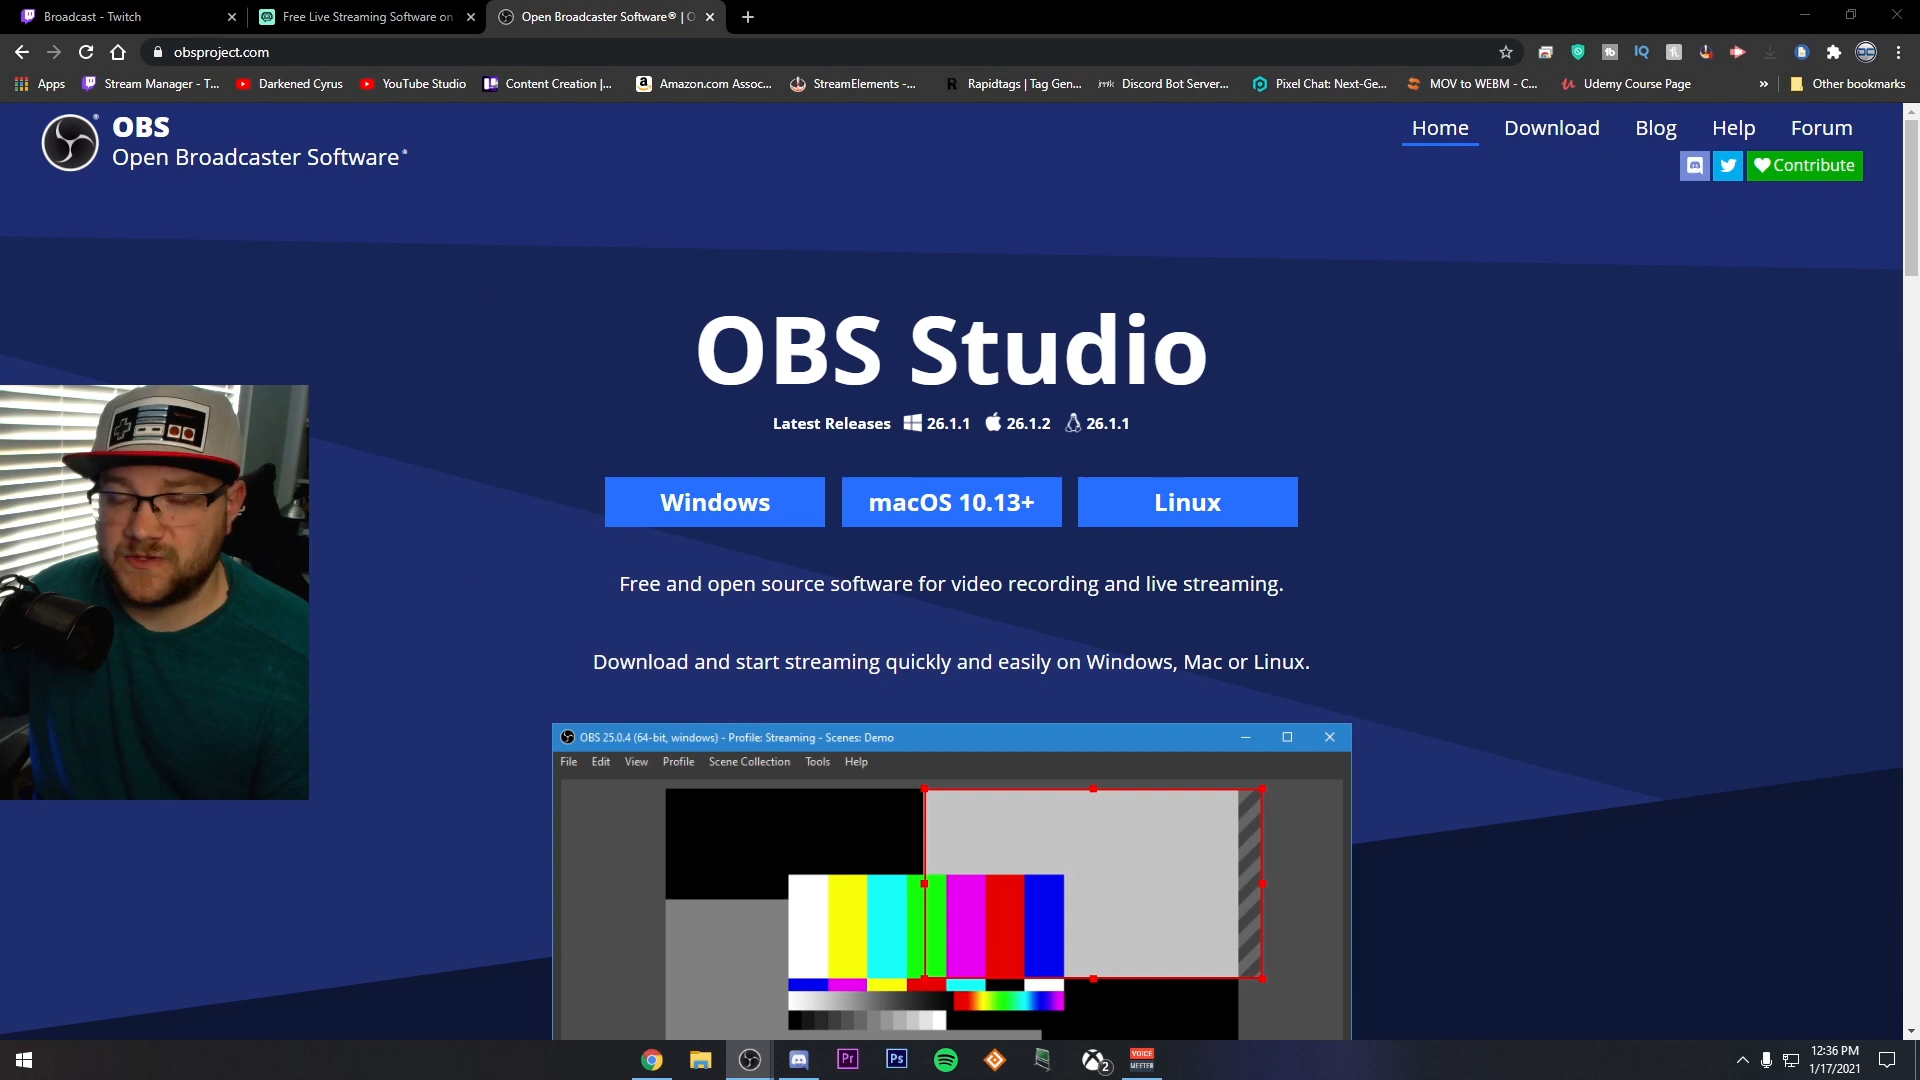 Broadcast - Twitch
Free Live Streaming Software on
Open Broadcaster Software® | O
obsproject.com
Apps
Stream Manager - T...
Darkened Cyrus
YouTube Studio
Content Creation |...
Amazon.com Assoc...
StreamElements -...
Rapidtags | Tag Gen...
Discord Bot Server...
Pixel Chat: Next-Ge...
MOV to WEBM - C...
Udemy Course Page
»
Other bookmarks
OBS
Open Broadcaster Software®
Home
Download
Blog
Help
Forum
Contribute
OBS Studio
Latest Releases 26.1.1 26.1.2 26.1.1
Windows
macOS 10.13+
Linux
Free and open source software for video recording and live streaming.
Download and start streaming quickly and easily on Windows, Mac or Linux.
OBS 25.0.4 (64-bit, windows) - Profile: Streaming - Scenes: Demo
File Edit View Profile Scene Collection Tools Help
Pr
Ps
2
VOICE
MEETER
12:36 PM
1/17/2021